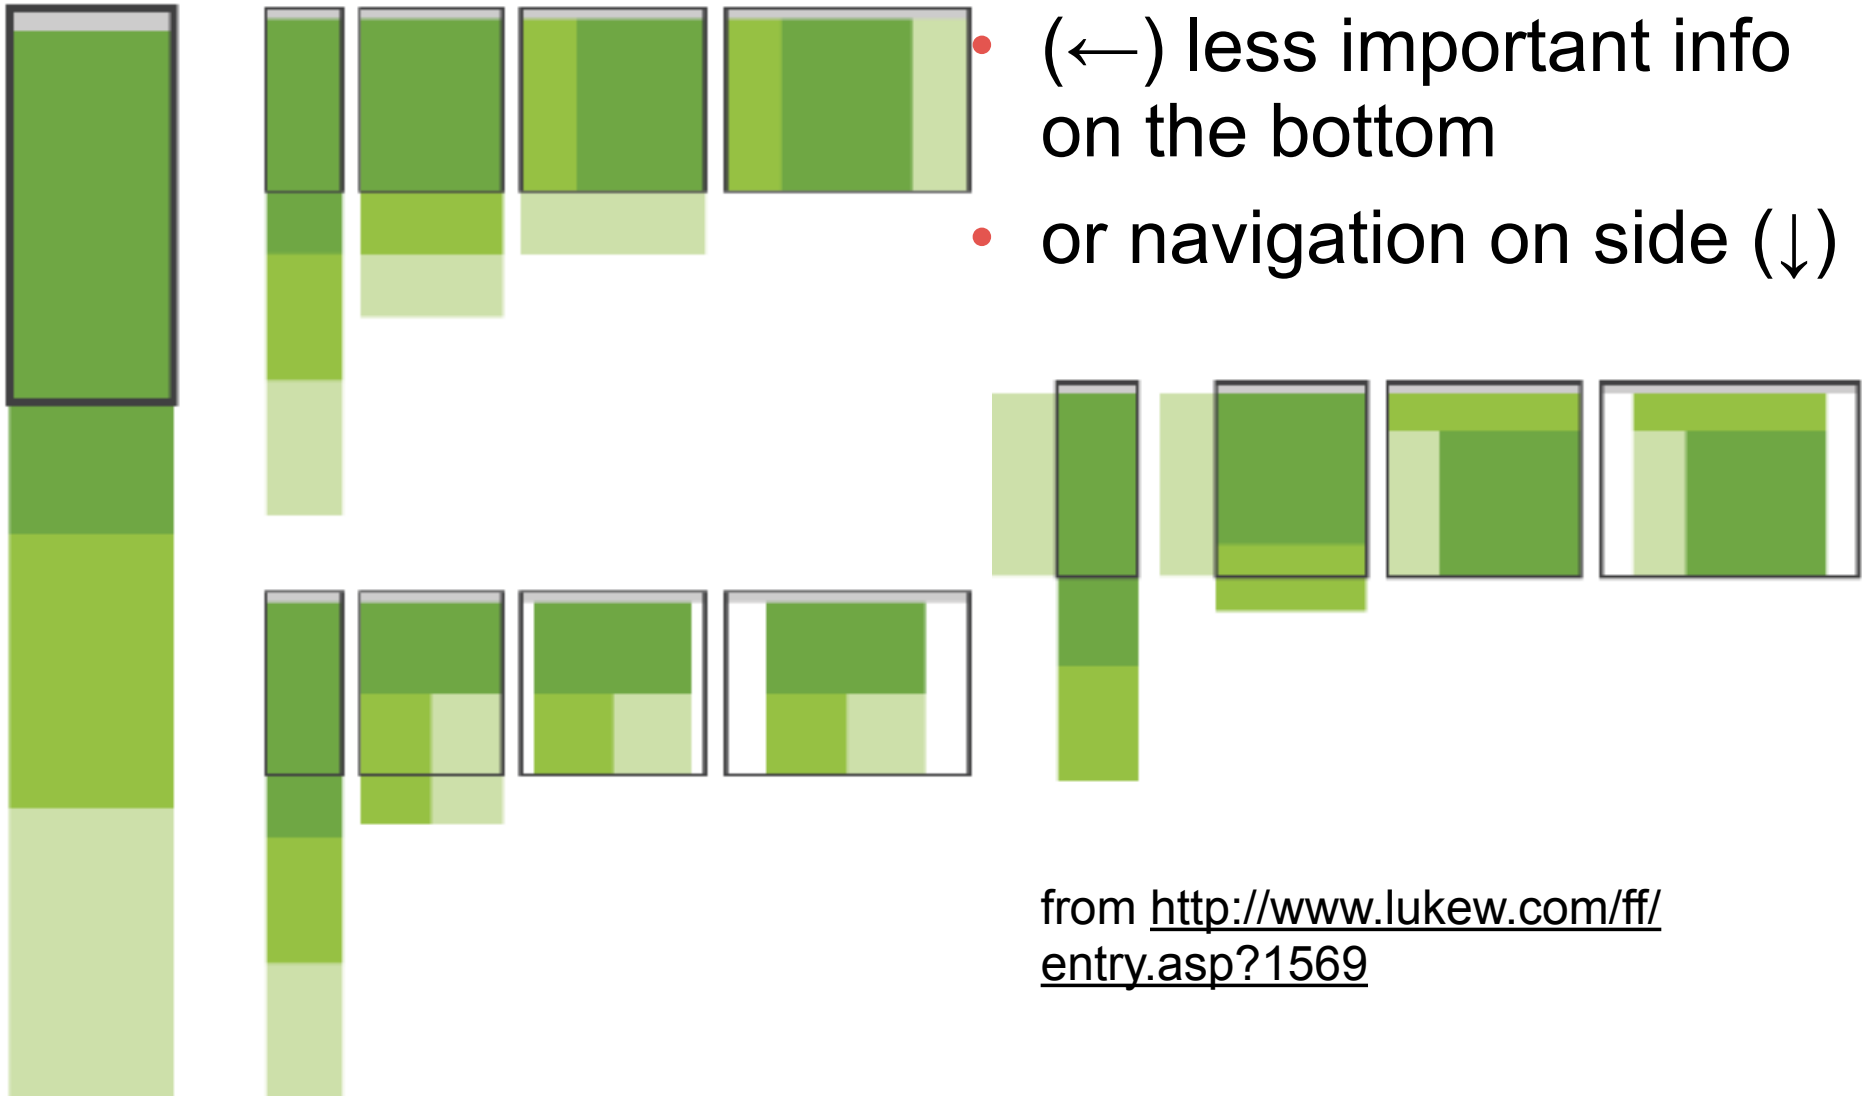 • (←) less important info
on the bottom
• or navigation on side (↓)
from http://www.lukew.com/ff/
entry.asp?1569